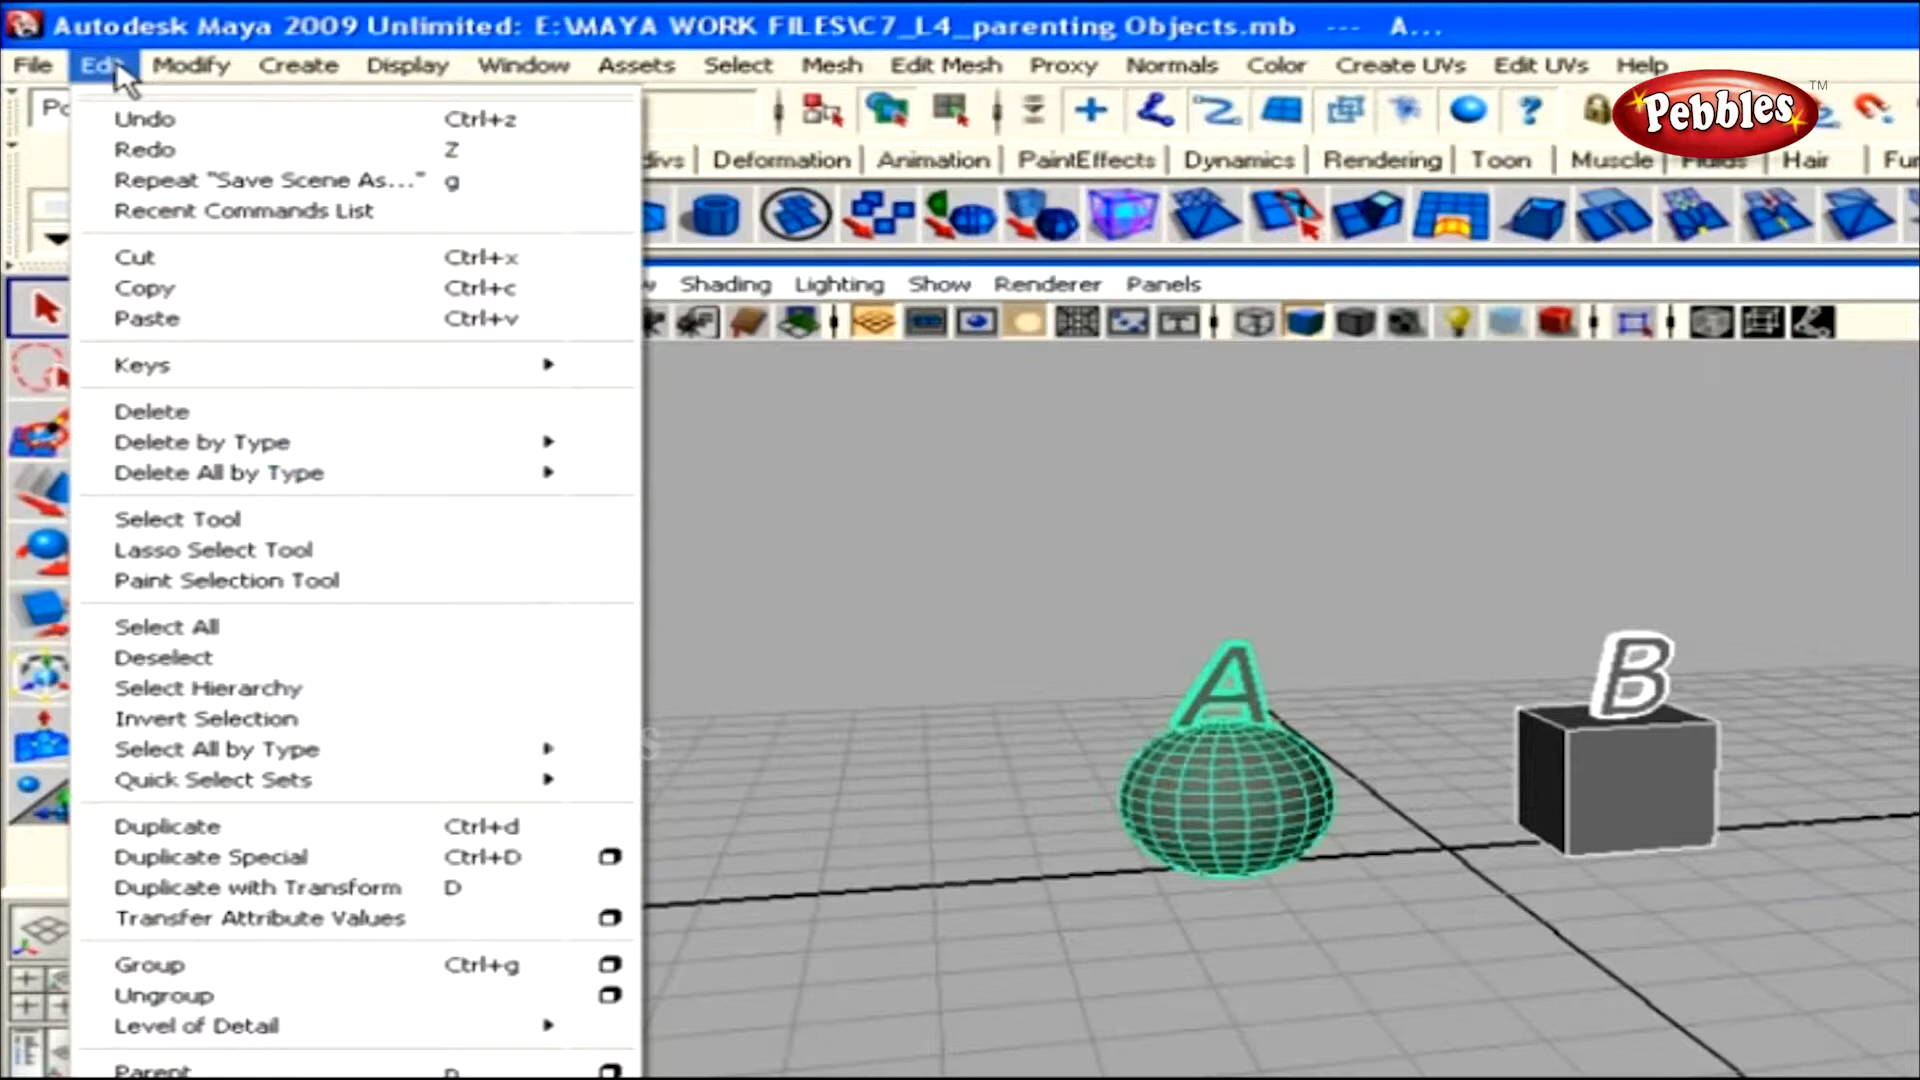 Autodesk Maya 2009 Unlimited: E:\MAYA WORK FILES\C7_L4_parenting Objects.mb --- A...
File Edit Modify Create Display Window Assets Select Mesh Edit Mesh Proxy Normals Color Create UVs Edit UVs Help
Pebbles TM
Deformation Animation PaintEffects Dynamics Rendering Toon Muscle Fluids Hair
Shading Lighting Show Renderer Panels
Undo Ctrl+z
Redo Z
Repeat "Save Scene As..." g
Recent Commands List
Cut Ctrl+x
Copy Ctrl+c
Paste Ctrl+v
Keys
Delete
Delete by Type
Delete All by Type
Select Tool
Lasso Select Tool
Paint Selection Tool
Select All
Deselect
Select Hierarchy
Invert Selection
Select All by Type
Quick Select Sets
Duplicate Ctrl+d
Duplicate Special Ctrl+D
Duplicate with Transform D
Transfer Attribute Values
Group Ctrl+g
Ungroup
Level of Detail
Parent
A
B